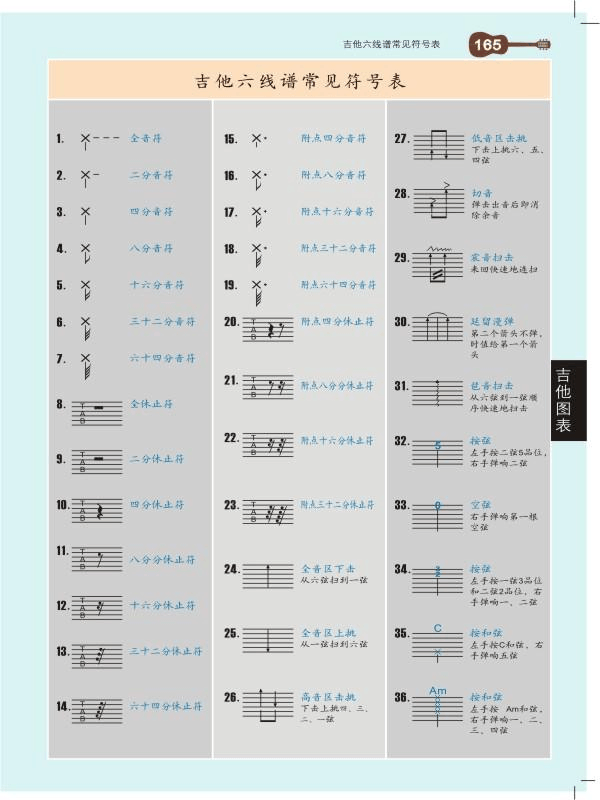 吉他六线谱常见符号表
165
吉他六线谱常见符号表
1.
全音符
2.
二分音符
3.
四分音符
4.
八分音符
5.
十六分音符
6.
三十二分音符
7.
六十四分音符
8.
T
A
B
全休止符
9.
T
A
B
二分休止符
10.
T
A
B
四分休止符
11.
T
A
B
八分分休止符
12.
T
A
B
十六分休止符
13.
T
A
B
三十二分休止符
14.
T
A
B
六十四分休止符
15.
附点四分音符
16.
附点八分音符
17.
附点十六分音符
18.
附点三十二分音符
19.
附点六十四分音符
20.
T
A
B
附点四分休止符
21.
T
A
B
附点八分分休止符
22.
T
A
B
附点十六分休止符
23.
T
A
B
附点三十二分休止符
24.
全音区下击
从六弦扫到一弦
25.
全音区上挑
从一弦扫到六弦
26.
高音区击挑
下击上挑四、三、
二、一弦
27.
低音区击挑
下击上挑六、五、
四弦
28.
切音
弹击出音后即消
除余音
29.
震音扫击
来回快速地连扫
30.
延留漫弹
第二个箭头不弹，
时值给第一个箭
头
31.
琶音扫击
从六弦到一弦顺
序快速地扫击
32.
5
按弦
左手按二弦5品位，
右手弹响二弦
33.
0
空弦
右手弹响第一根
空弦
34.
3
2
按弦
左手按一弦3品位
和二弦2品位，右
手弹响一、二弦
35.
C
按和弦
左手按C和弦，右
手弹响五弦
36.
Am
按和弦
左手按 Am和弦，
右手弹响一、二、
三、四弦
吉他图表